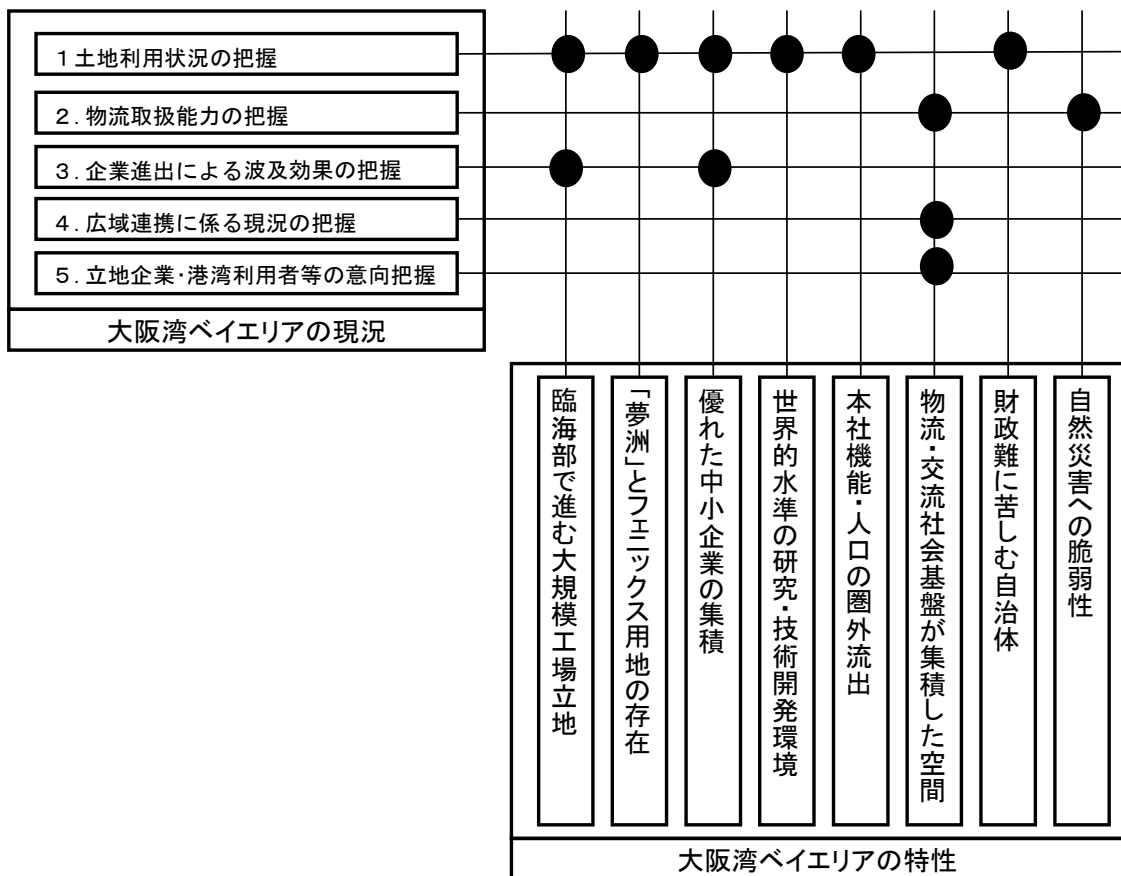 1土地利用状況の把握
2.物流取扱能力の把握
3.企業進出による波及効果の把握
4.広域連携に係る現況の把握
5.立地企業・港湾利用者等の意向把握
大阪湾ベイエリアの現況
臨海部で進む大規模工場立地
「夢洲」とフェニックス用地の存在
優れた中小企業の集積
世界的水準の研究・技術開発環境
本社機能・人口の圏外流出
物流・交流社会基盤が集積した空間
財政難に苦しむ自治体
自然災害への脆弱性
大阪湾ベイエリアの特性